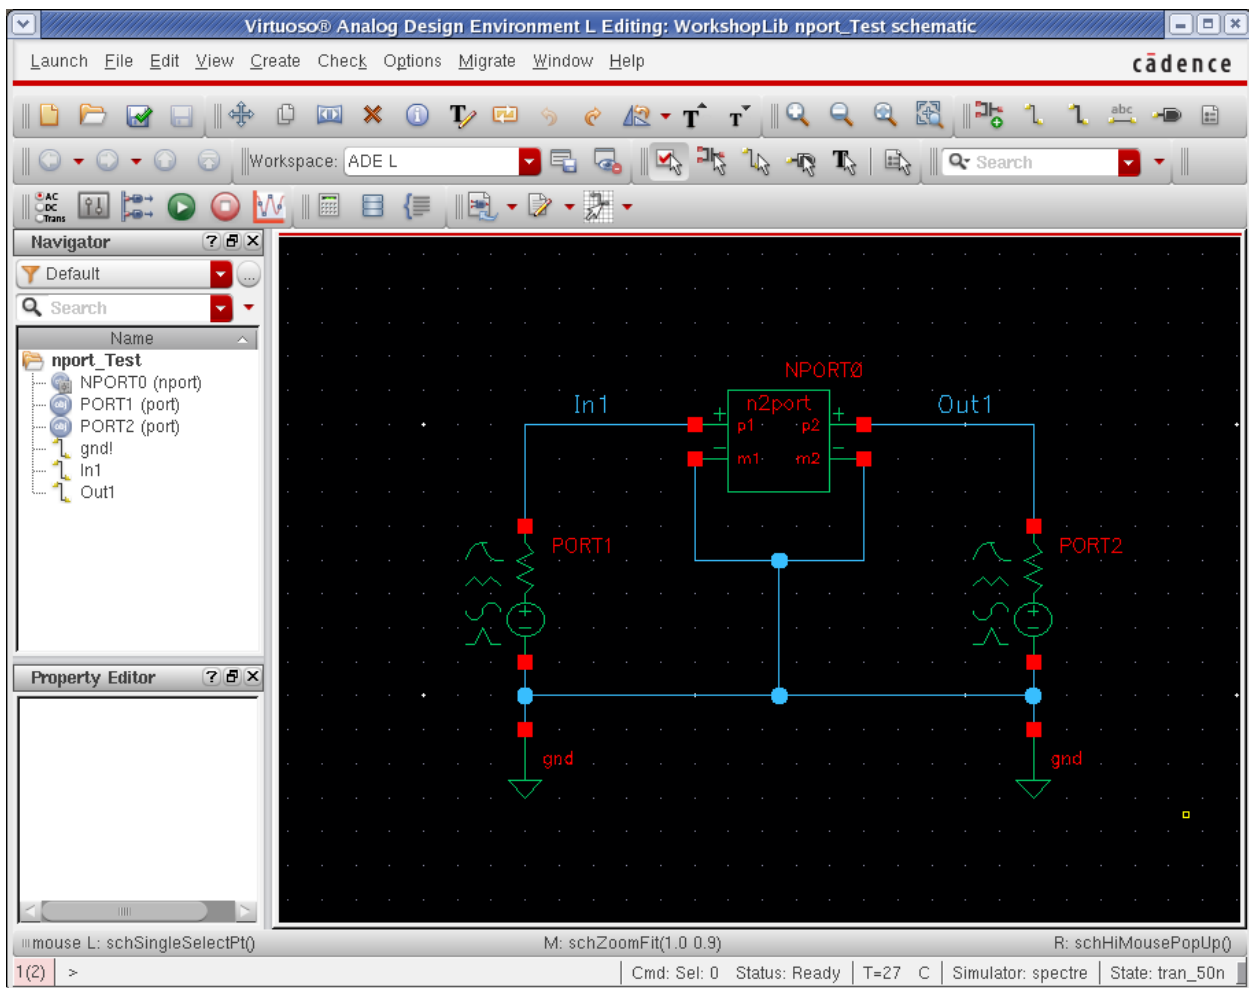 Virtuoso® Analog Design Environment L Editing: WorkshopLib nport_Test schematic
Launch File Edit View Create Check Options Migrate Window Help
cādence
T T T abc
Workspace: ADE L
T Search
AC
DC
Trans
Navigator
Default
Search
Name
nport_Test
NPORT0 (nport)
PORT1 (port)
PORT2 (port)
gnd!
In1
Out1
Property Editor
NPORT0
In1 n2port Out1
+ +
p1 p2
m1 m2
PORT1 PORT2
gnd gnd
mouse L: schSingleSelectPt() M: schZoomFit(1.0 0.9) R: schHiMousePopUp()
1(2) > Cmd: Sel: 0 Status: Ready T=27 C Simulator: spectre State: tran_50n